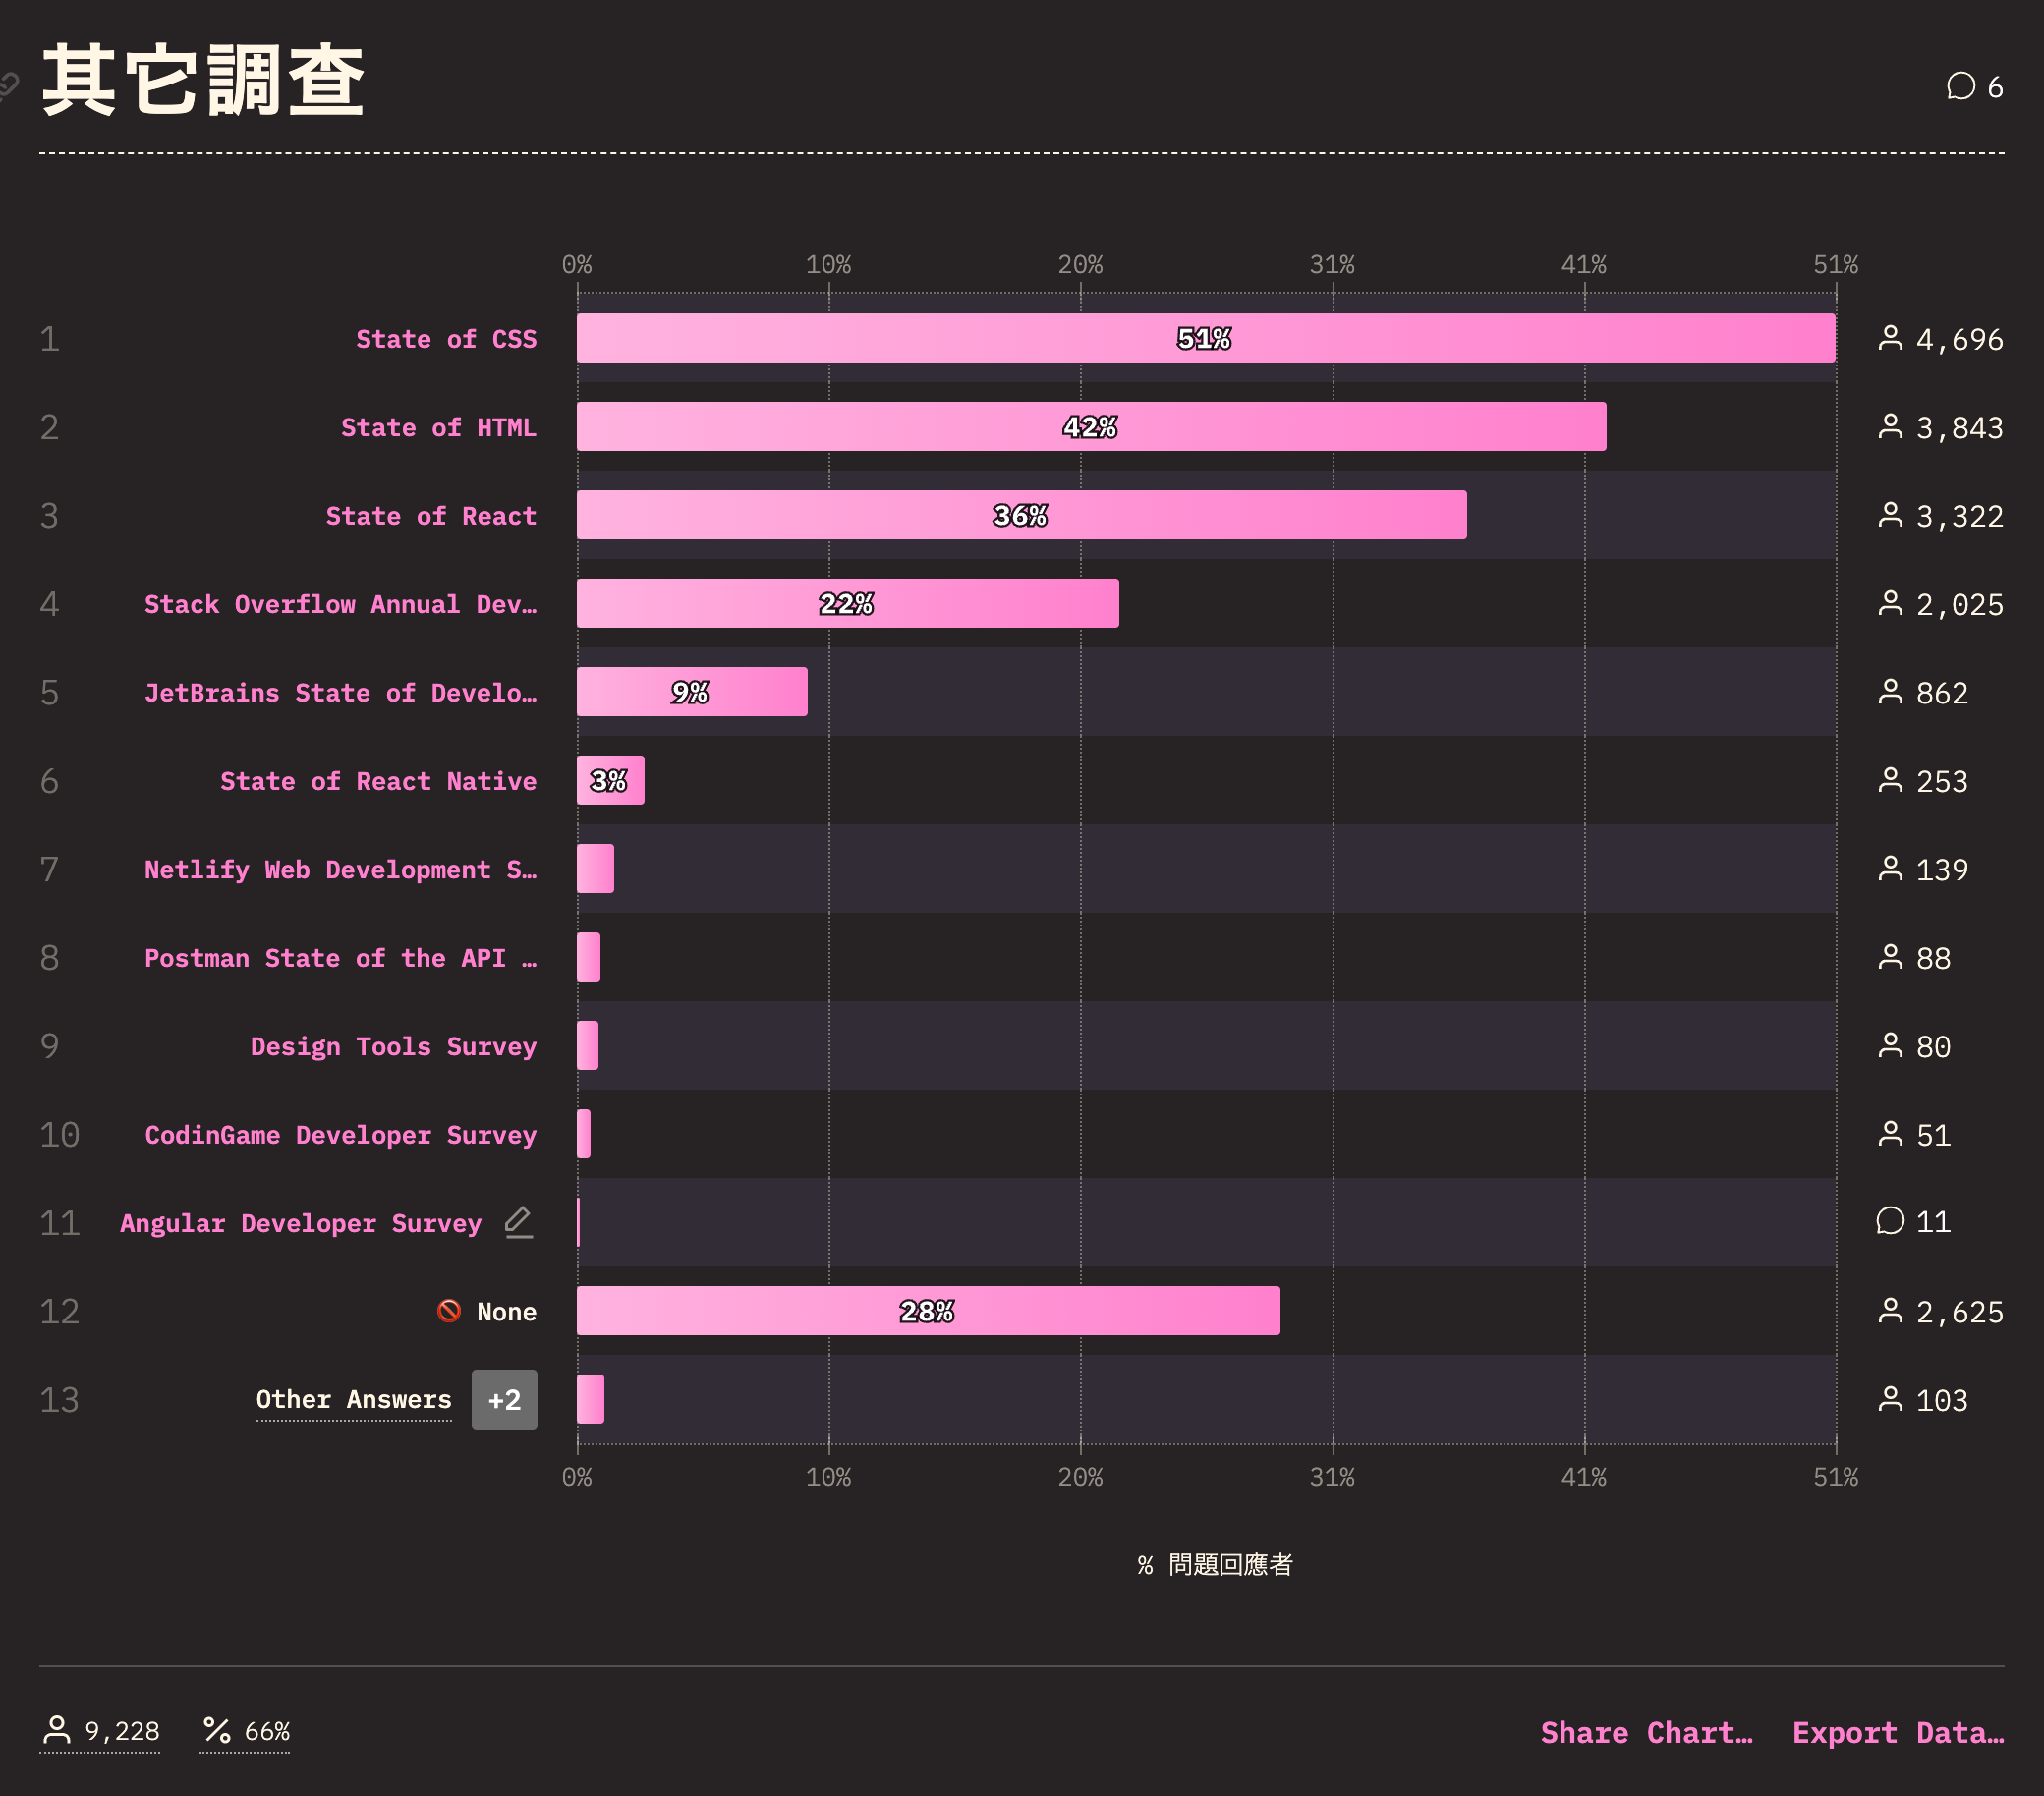 其它調查
6
0% 10% 20% 31% 41% 51%
1 State of CSS 51% 4,696
2 State of HTML 42% 3,843
3 State of React 36% 3,322
4 Stack Overflow Annual Dev… 22% 2,025
5 JetBrains State of Develo… 9% 862
6 State of React Native 3% 253
7 Netlify Web Development S… 139
8 Postman State of the API … 88
9 Design Tools Survey 80
10 CodinGame Developer Survey 51
11 Angular Developer Survey 11
12 None 28% 2,625
13 Other Answers +2 103
0% 10% 20% 31% 41% 51%
% 問題回應者
9,228 % 66% Share Chart… Export Data…